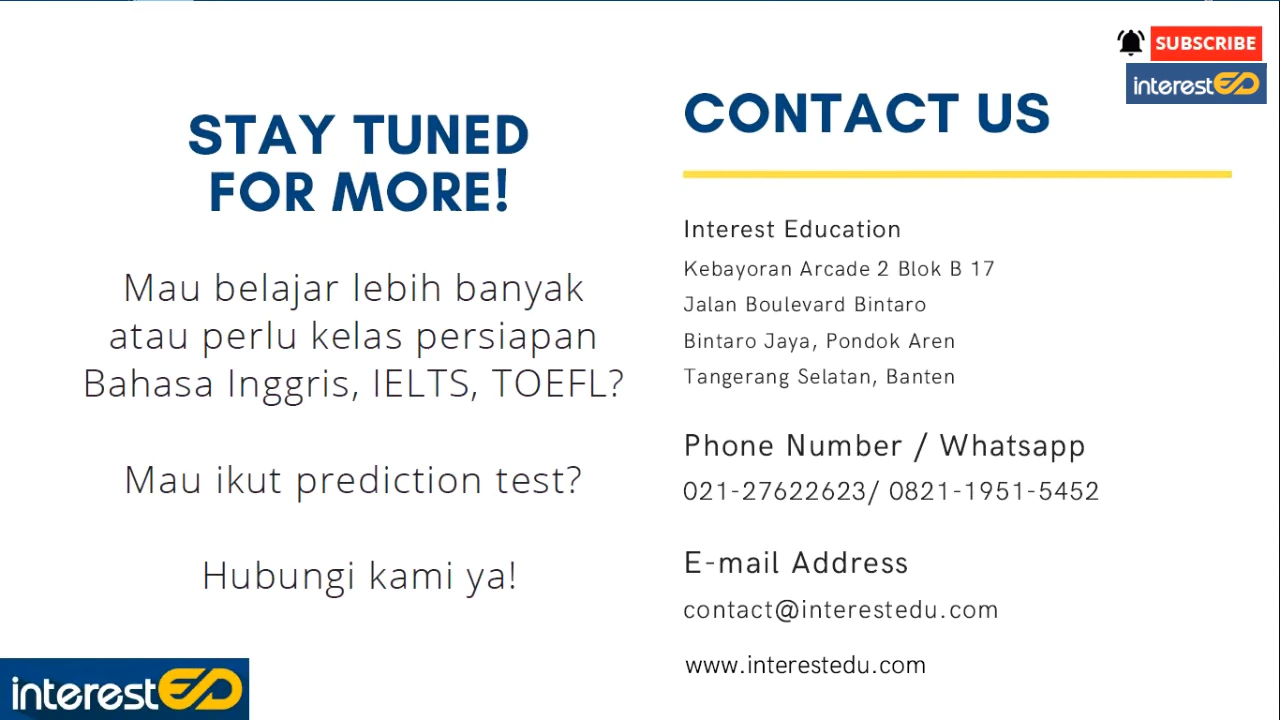 SUBSCRIBE
interestED
STAY TUNED
FOR MORE!
Mau belajar lebih banyak
atau perlu kelas persiapan
Bahasa Inggris, IELTS, TOEFL?
Mau ikut prediction test?
Hubungi kami ya!
CONTACT US
Interest Education
Kebayoran Arcade 2 Blok B 17
Jalan Boulevard Bintaro
Bintaro Jaya, Pondok Aren
Tangerang Selatan, Banten
Phone Number / Whatsapp
021-27622623/ 0821-1951-5452
E-mail Address
contact@interestedu.com
www.interestedu.com
interestED